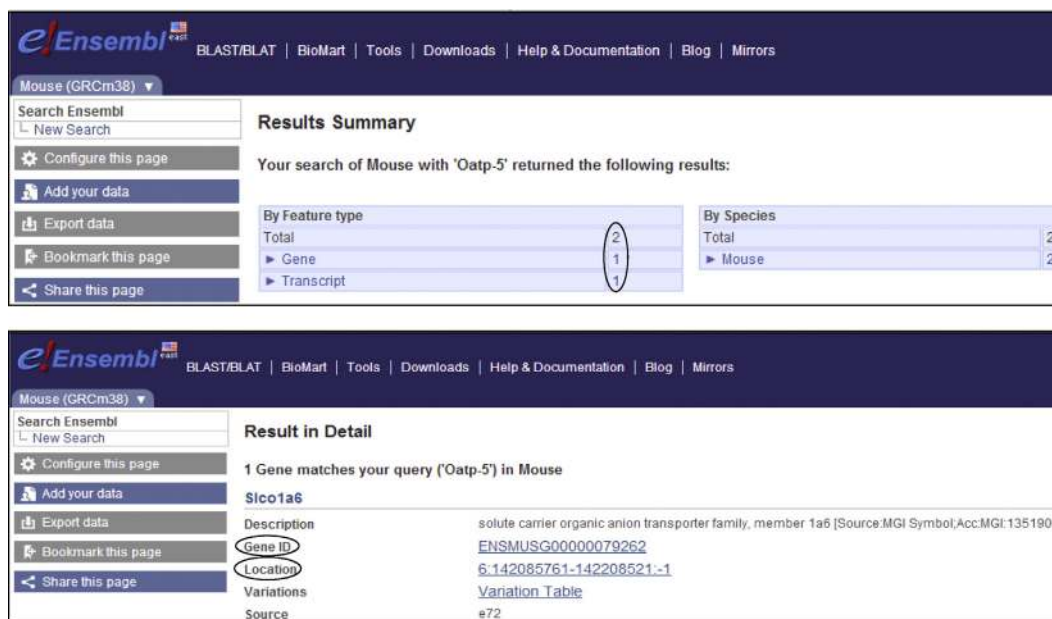 e!Ensembl east BLAST/BLAT | BioMart | Tools | Downloads | Help & Documentation | Blog | Mirrors
Mouse (GRCm38) ▼
Search Ensembl
New Search
Configure this page
Add your data
Export data
Bookmark this page
Share this page
Results Summary
Your search of Mouse with 'Oatp-5' returned the following results:
By Feature type
Total 2
► Gene 1
► Transcript 1
By Species
Total 2
► Mouse 2
e!Ensembl east BLAST/BLAT | BioMart | Tools | Downloads | Help & Documentation | Blog | Mirrors
Mouse (GRCm38) ▼
Search Ensembl
New Search
Configure this page
Add your data
Export data
Bookmark this page
Share this page
Result in Detail
1 Gene matches your query ('Oatp-5') in Mouse
Slco1a6
Description solute carrier organic anion transporter family, member 1a6 [Source:MGI Symbol;Acc:MGI:135190
Gene ID ENSMUSG00000079262
Location 6:142085761-142208521:-1
Variations Variation Table
Source e72